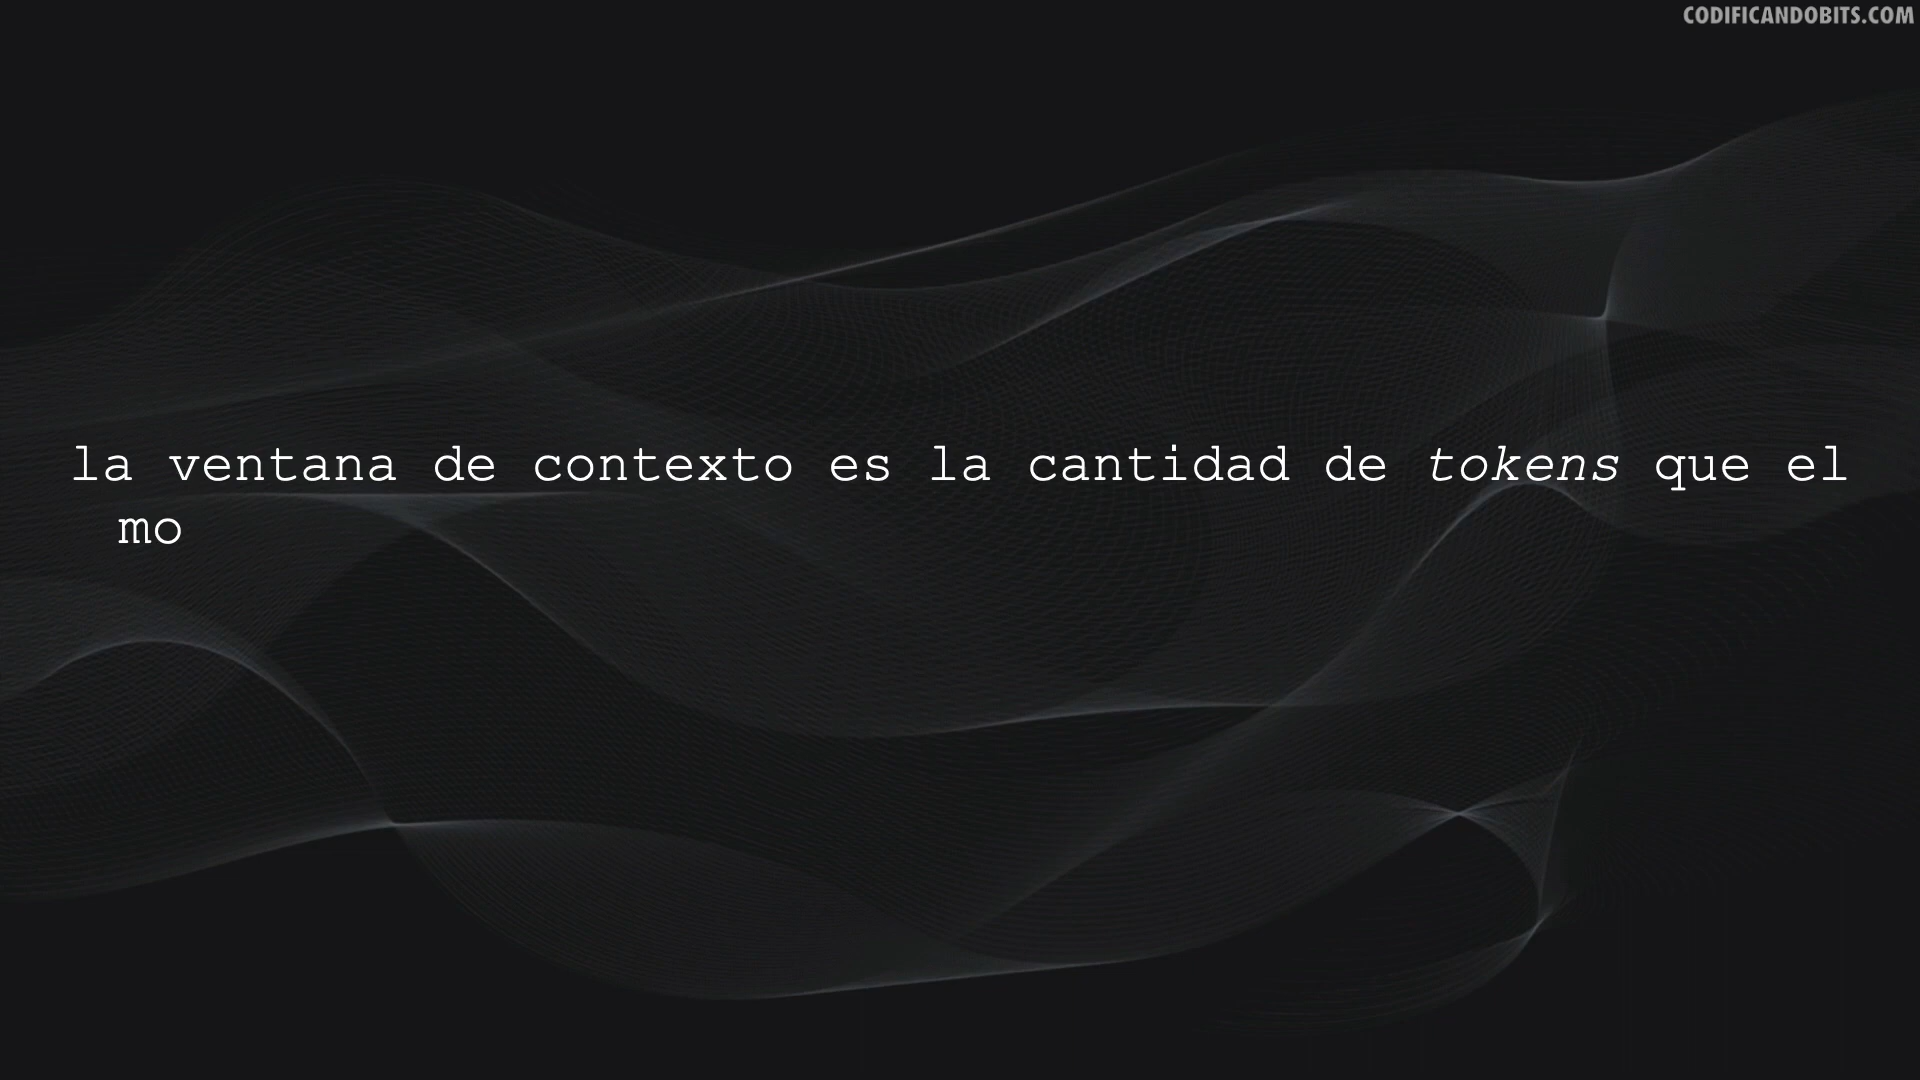 CODIFICANDOBITS.COM
la ventana de contexto es la cantidad de tokens que el
mo